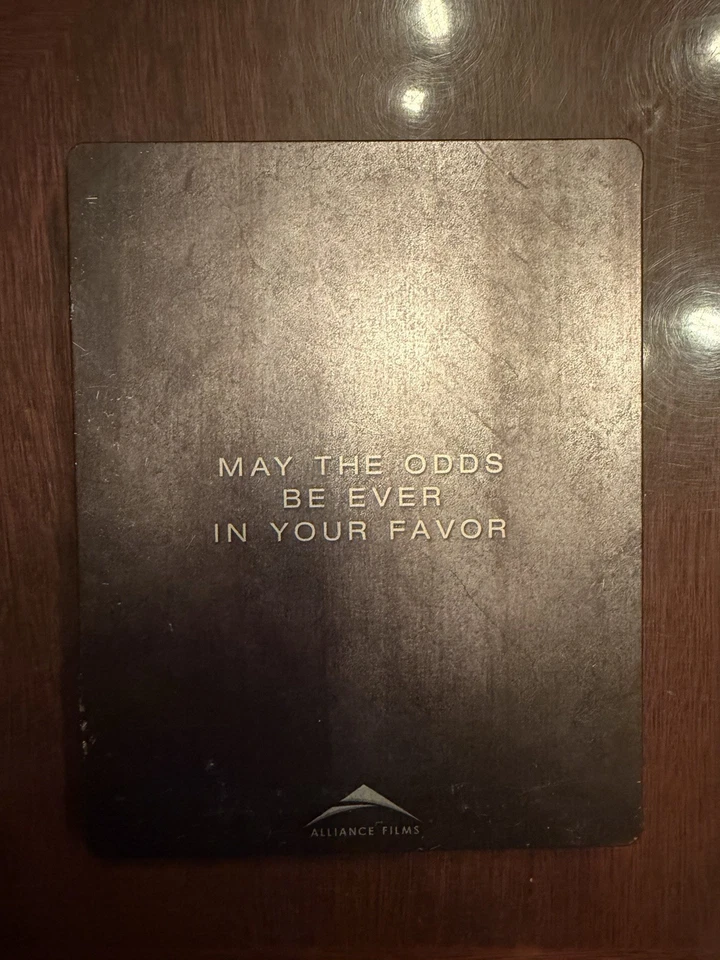 MAY THE ODDS
BE EVER
IN YOUR FAVOR
ALLIANCE FILMS